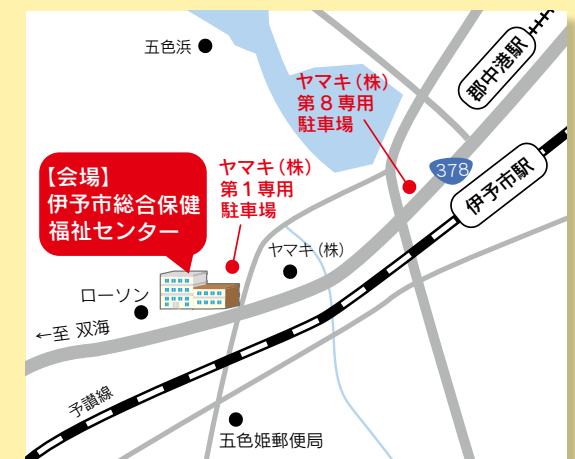 五色浜
ヤマキ（株）
第８専用
駐車場
郡中港駅
378
伊予市駅
【会場】
伊予市総合保健
福祉センター
ヤマキ（株）
第１専用
駐車場
ヤマキ（株）
ローソン
←至 双海
予讃線
五色姫郵便局